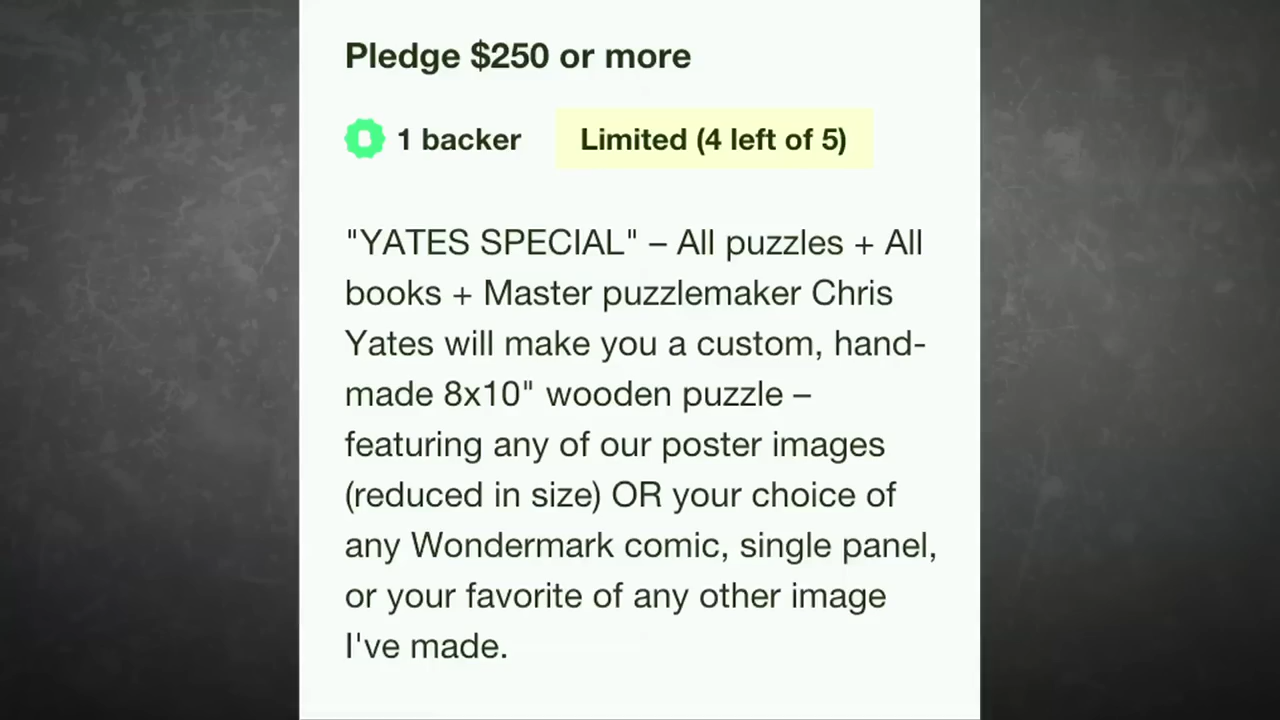 Pledge $250 or more
1 backer Limited (4 left of 5)
"YATES SPECIAL" – All puzzles + All
books + Master puzzlemaker Chris
Yates will make you a custom, hand-
made 8x10" wooden puzzle –
featuring any of our poster images
(reduced in size) OR your choice of
any Wondermark comic, single panel,
or your favorite of any other image
I've made.